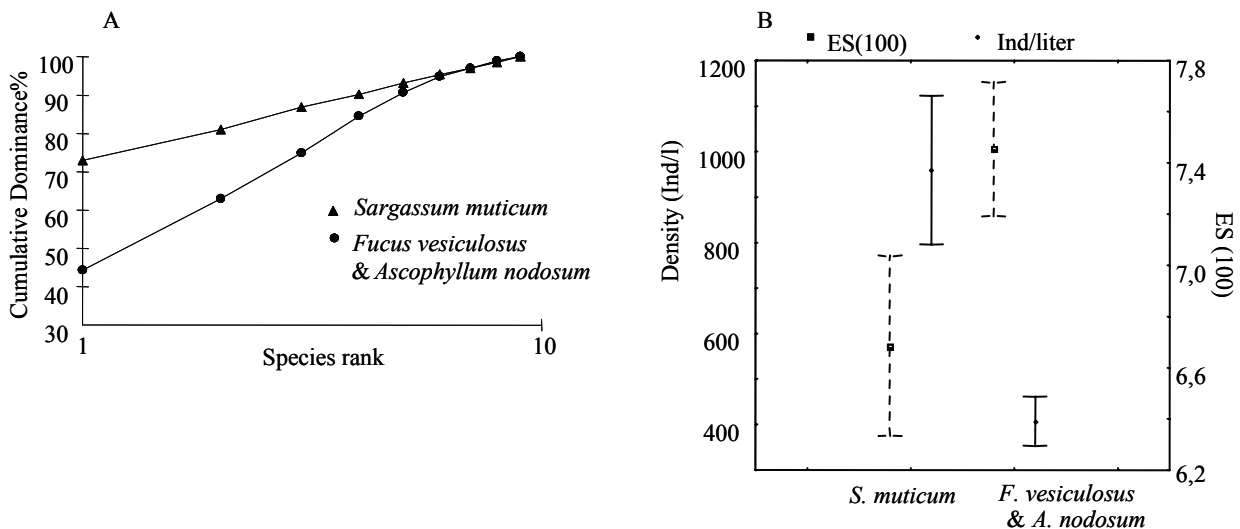 A
Cumulative Dominance%
100
90
80
70
60
50
40
30
1
10
Species rank
Sargassum muticum
Fucus vesiculosus
& Ascophyllum nodosum
B
ES(100)
Ind/liter
Density (Ind/l)
1200
1000
800
600
400
7,8
7,4
7,0
6,6
6,2
ES (100)
S. muticum
F. vesiculosus
& A. nodosum